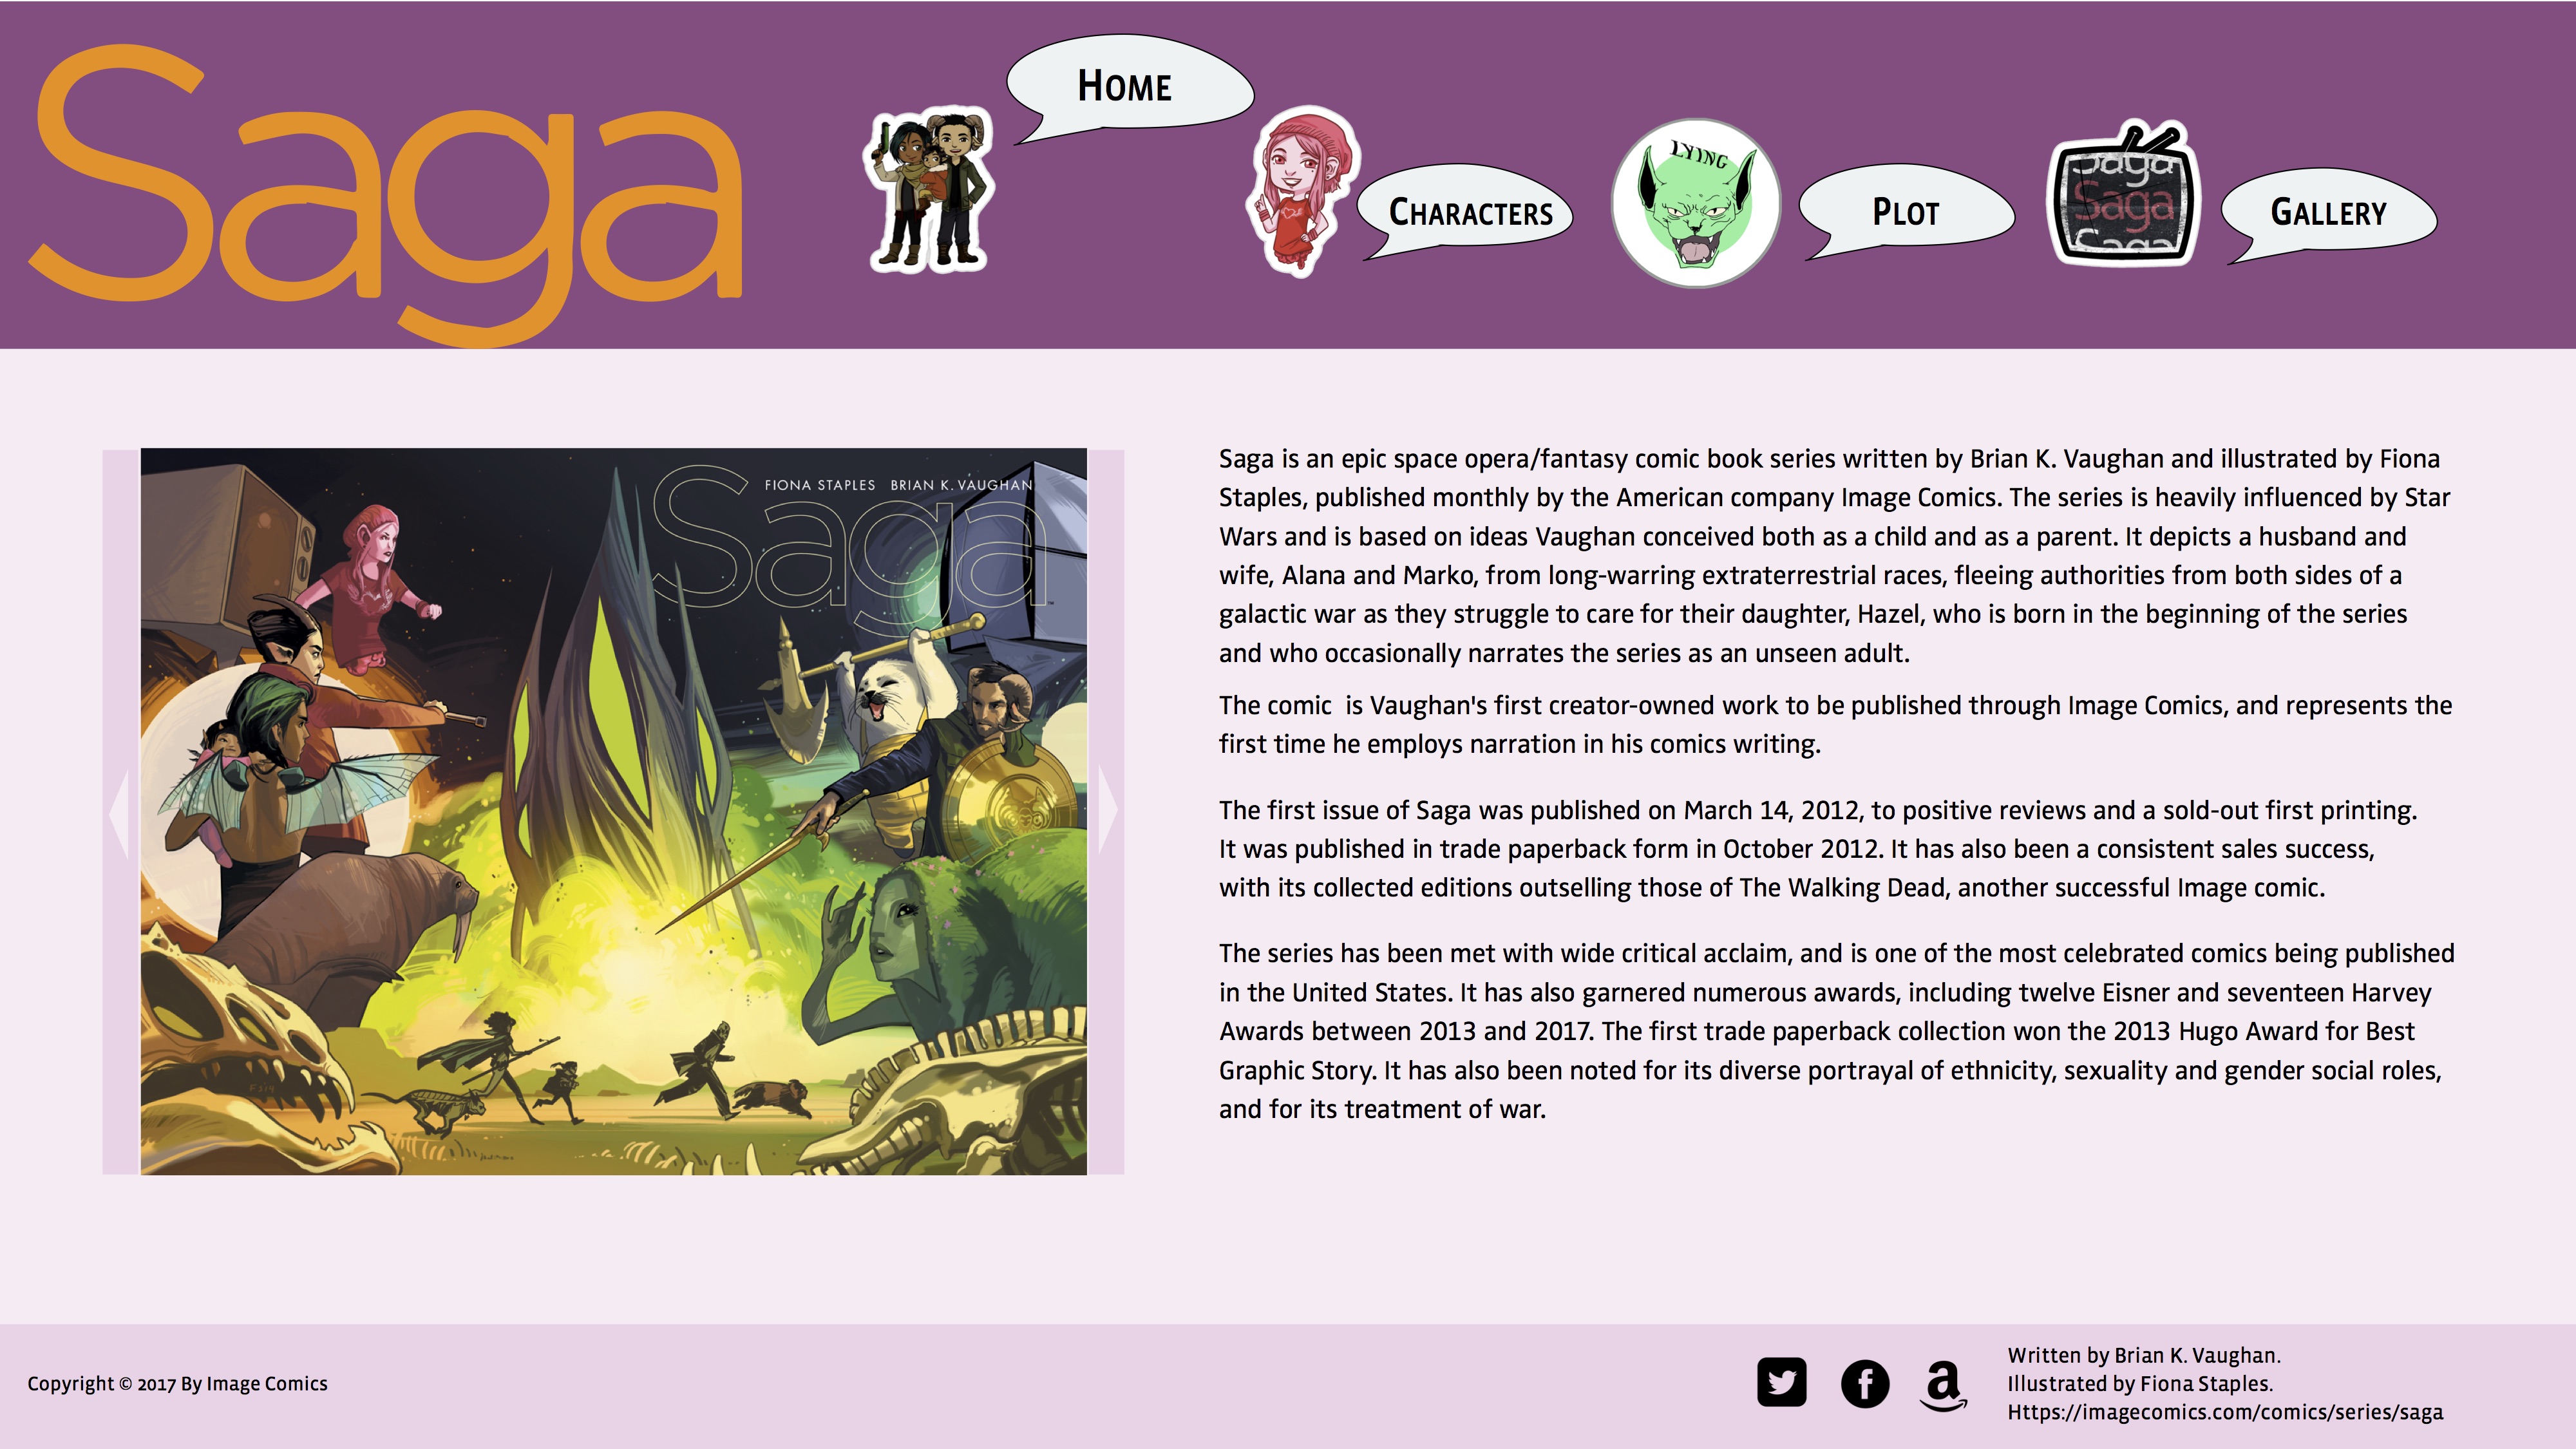 Saga
HOME
CHARACTERS
LYING
PLOT
Saga
Saga
Saga
GALLERY
FIONA STAPLES BRIAN K. VAUGHAN
Saga
Saga is an epic space opera/fantasy comic book series written by Brian K. Vaughan and illustrated by Fiona
Staples, published monthly by the American company Image Comics. The series is heavily influenced by Star
Wars and is based on ideas Vaughan conceived both as a child and as a parent. It depicts a husband and
wife, Alana and Marko, from long-warring extraterrestrial races, fleeing authorities from both sides of a
galactic war as they struggle to care for their daughter, Hazel, who is born in the beginning of the series
and who occasionally narrates the series as an unseen adult.
The comic  is Vaughan's first creator-owned work to be published through Image Comics, and represents the
first time he employs narration in his comics writing.
The first issue of Saga was published on March 14, 2012, to positive reviews and a sold-out first printing.
It was published in trade paperback form in October 2012. It has also been a consistent sales success,
with its collected editions outselling those of The Walking Dead, another successful Image comic.
The series has been met with wide critical acclaim, and is one of the most celebrated comics being published
in the United States. It has also garnered numerous awards, including twelve Eisner and seventeen Harvey
Awards between 2013 and 2017. The first trade paperback collection won the 2013 Hugo Award for Best
Graphic Story. It has also been noted for its diverse portrayal of ethnicity, sexuality and gender social roles,
and for its treatment of war.
Copyright © 2017 By Image Comics
Written by Brian K. Vaughan.
Illustrated by Fiona Staples.
Https://imagecomics.com/comics/series/saga